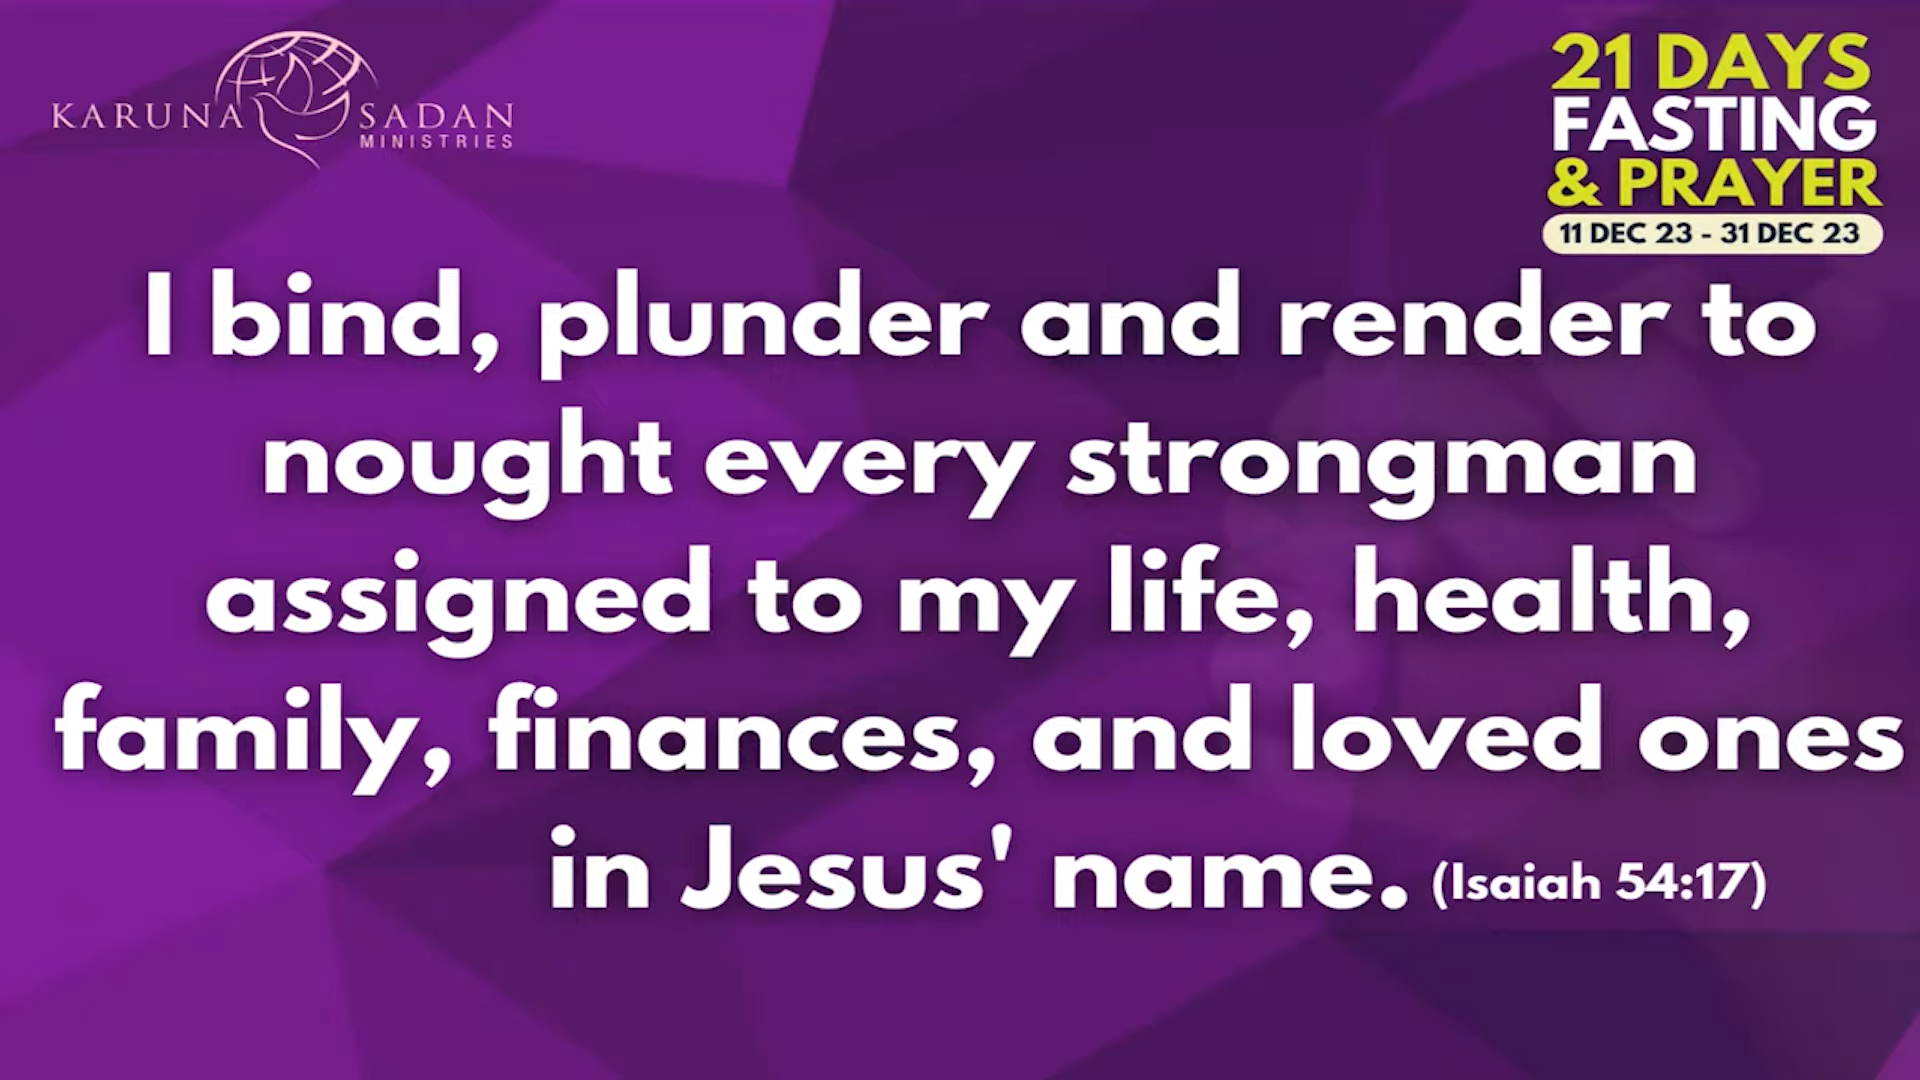 KARUNA SADAN
MINISTRIES
21 DAYS
FASTING
& PRAYER
11 DEC 23 - 31 DEC 23
I bind, plunder and render to
nought every strongman
assigned to my life, health,
family, finances, and loved ones
in Jesus' name. (Isaiah 54:17)